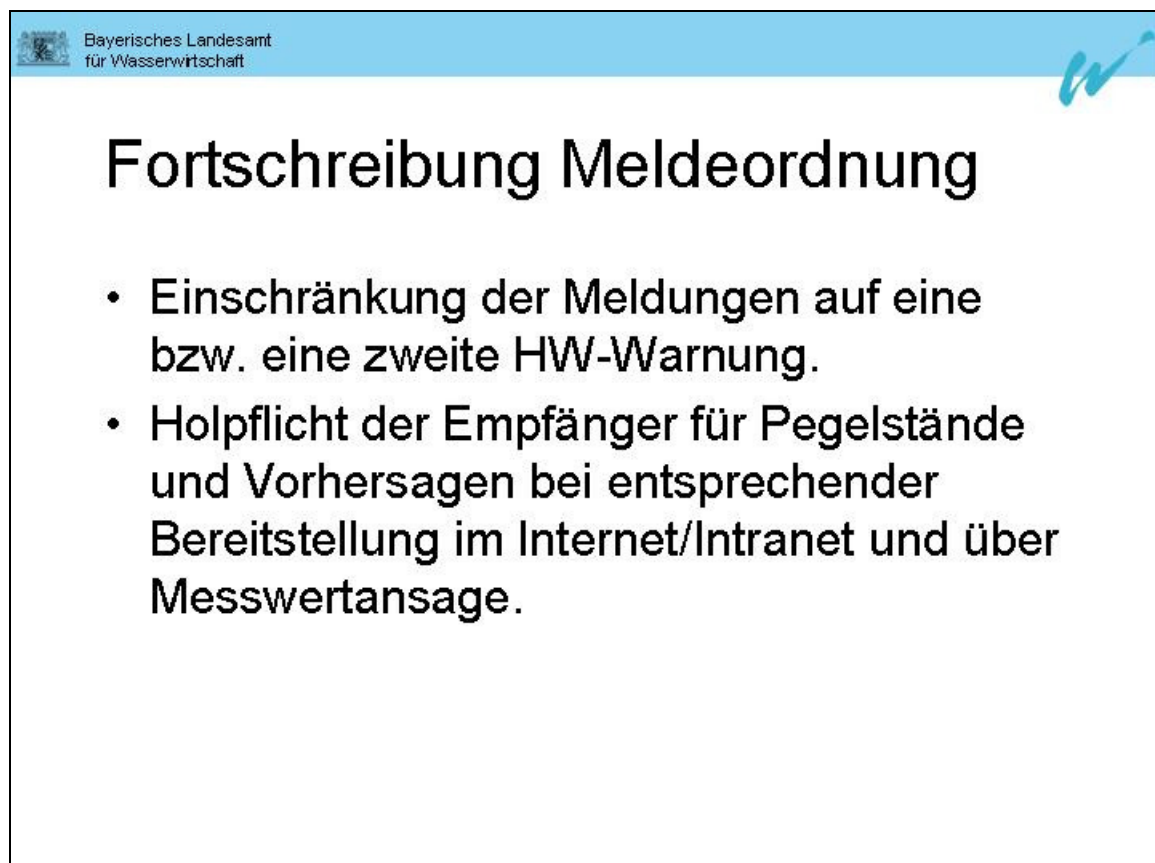 Bayerisches Landesamt
für Wasserwirtschaft
Fortschreibung Meldeordnung
• Einschränkung der Meldungen auf eine
bzw. eine zweite HW-Warnung.
• Holpflicht der Empfänger für Pegelstände
und Vorhersagen bei entsprechender
Bereitstellung im Internet/Intranet und über
Messwertansage.